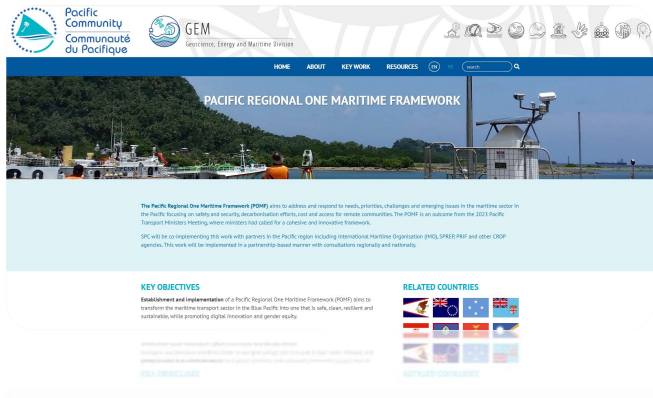 Pacific
Community
Communauté
du Pacifique
GEM
Geoscience, Energy and Maritime Division
HOME ABOUT KEY WORK RESOURCES EN search
PACIFIC REGIONAL ONE MARITIME FRAMEWORK
The Pacific Regional One Maritime Framework (POMF) aims to address and respond to needs, priorities, challenges and emerging issues in the maritime sector in
the Pacific focusing on safety and security, decarbonisation efforts, cost and access for remote communities. The POMF is an outcome from the 2023 Pacific
Transport Ministers Meeting, where ministers had called for a cohesive and innovative framework.
SPC will be co-implementing this work with partners in the Pacific region including International Maritime Organisation (IMO), SPREP, PRIF and other CROP
agencies. This work will be implemented in a partnership-based manner with consultations regionally and nationally.
KEY OBJECTIVES
Establishment and implementation of a Pacific Regional One Maritime Framework (POMF) aims to
transform the maritime transport sector in the Blue Pacific into one that is safe, clean, resilient and
sustainable, while promoting digital innovation and gender equity.
RELATED COUNTRIES